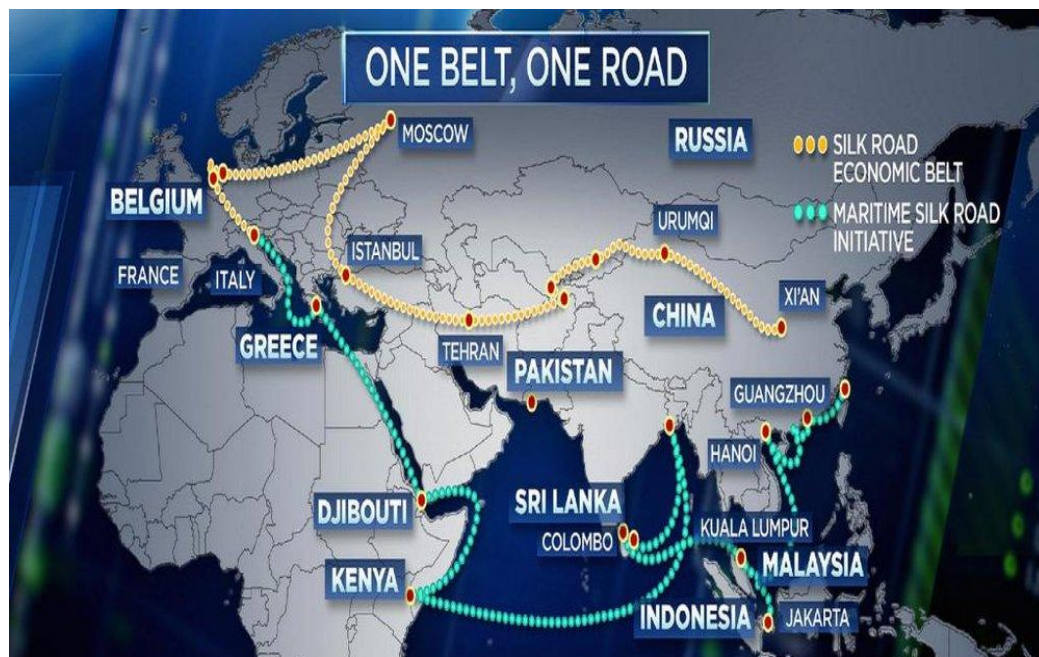 ONE BELT, ONE ROAD
MOSCOW
RUSSIA
SILK ROAD
ECONOMIC BELT
MARITIME SILK ROAD
INITIATIVE
BELGIUM
URUMQI
ISTANBUL
FRANCE
ITALY
XI'AN
CHINA
GREECE
TEHRAN
PAKISTAN
GUANGZHOU
HANOI
DJIBOUTI
SRI LANKA
COLOMBO
KUALA LUMPUR
MALAYSIA
KENYA
INDONESIA
JAKARTA